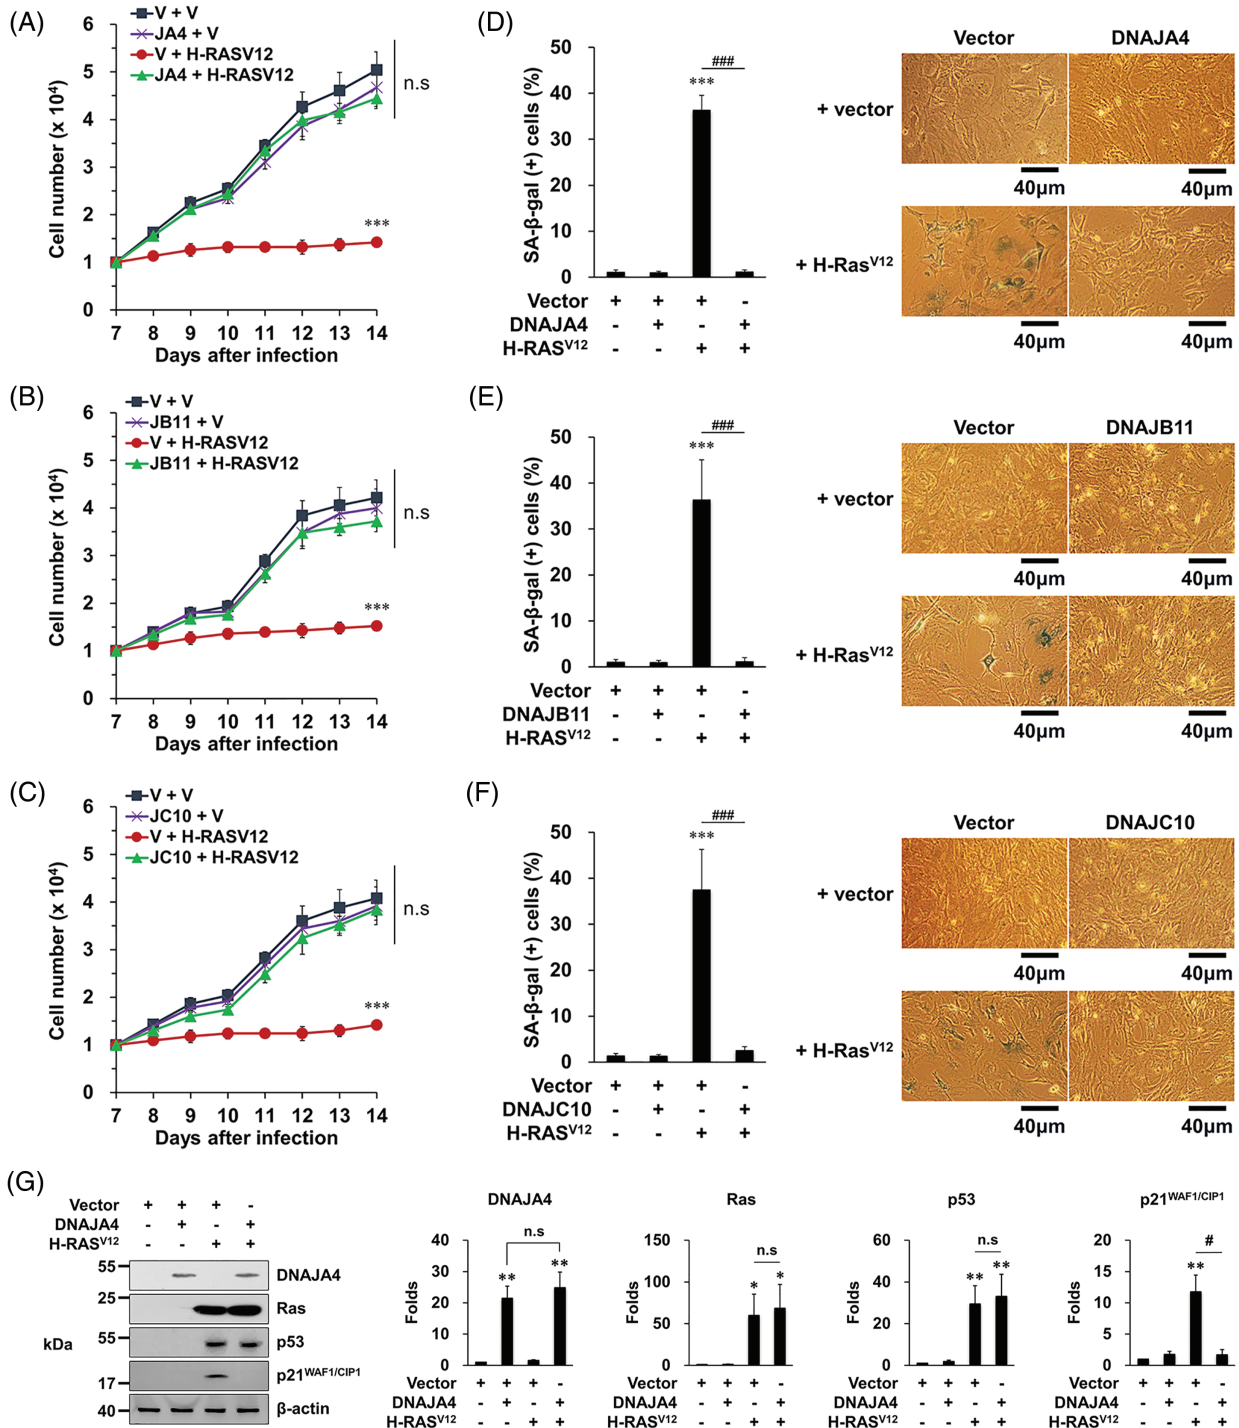 (A)
V + V
JA4 + V
V + H-RASV12
JA4 + H-RASV12
n.s
***
Cell number (x 10⁴)
6
5
4
3
2
1
0
7 8 9 10 11 12 13 14
Days after infection
(D)
SA-β-gal (+) cells (%)
50
40
30
20
10
0
###
***
Vector + + + -
DNAJA4 - + - +
H-RASV12 - - + +
Vector DNAJA4
+ vector
40μm 40μm
+ H-RasV12
40μm 40μm
(B)
V + V
JB11 + V
V + H-RASV12
JB11 + H-RASV12
n.s
***
Cell number (x 10⁴)
6
5
4
3
2
1
0
7 8 9 10 11 12 13 14
Days after infection
(E)
SA-β-gal (+) cells (%)
50
40
30
20
10
0
###
***
Vector + + + -
DNAJB11 - + - +
H-RASV12 - - + +
Vector DNAJB11
+ vector
40μm 40μm
+ H-RasV12
40μm 40μm
(C)
V + V
JC10 + V
V + H-RASV12
JC10 + H-RASV12
n.s
***
Cell number (x 10⁴)
6
5
4
3
2
1
0
7 8 9 10 11 12 13 14
Days after infection
(F)
SA-β-gal (+) cells (%)
50
40
30
20
10
0
###
***
Vector + + + -
DNAJC10 - + - +
H-RASV12 - - + +
Vector DNAJC10
+ vector
40μm 40μm
+ H-RasV12
40μm 40μm
(G)
Vector + + + -
DNAJA4 - + - +
H-RASV12 - - + +
55 DNAJA4
25 Ras
kDa
55 p53
17 p21WAF1/CIP1
40 β-actin
DNAJA4
Folds
40
30
20
10
0
n.s
** **
Vector + + + -
DNAJA4 - + - +
H-RASV12 - - + +
Ras
Folds
150
100
50
0
n.s
* *
Vector + + + -
DNAJA4 - + - +
H-RASV12 - - + +
p53
Folds
60
40
20
0
n.s
** **
Vector + + + -
DNAJA4 - + - +
H-RASV12 - - + +
p21WAF1/CIP1
Folds
20
15
10
5
0
#
**
Vector + + + -
DNAJA4 - + - +
H-RASV12 - - + +